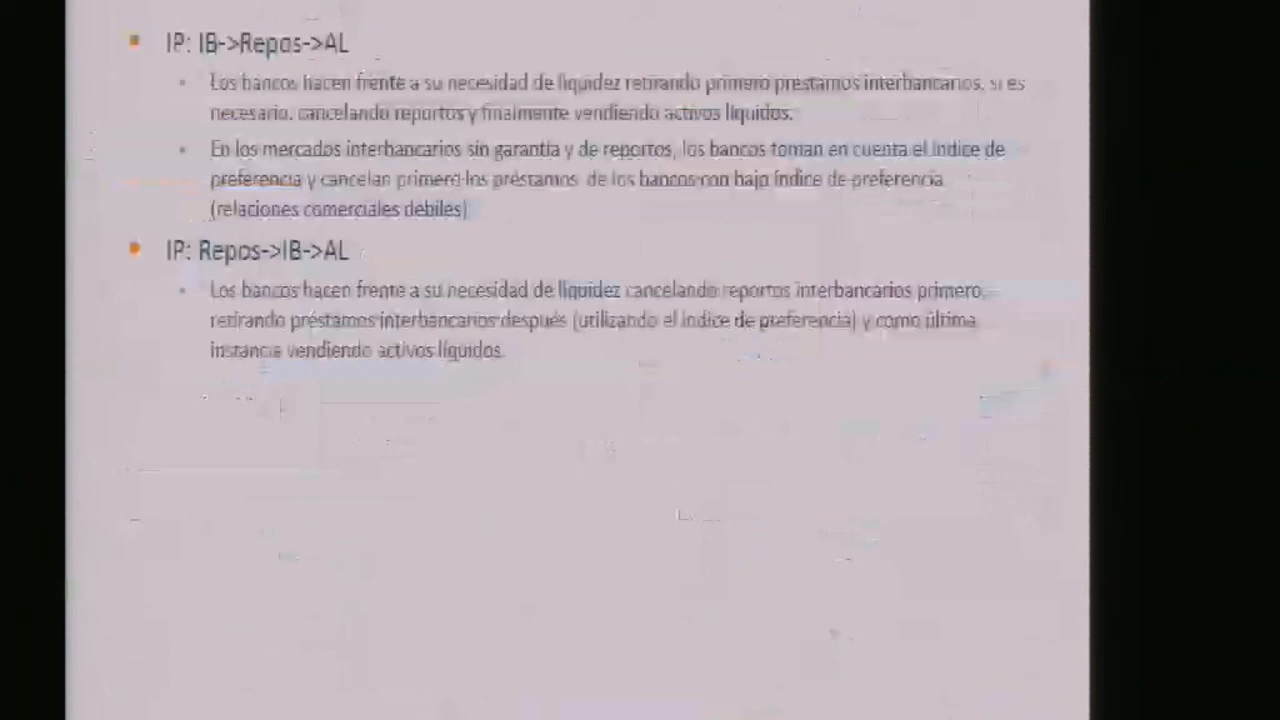 IP: IB->Repos->AL
Los bancos hacen frente a su necesidad de liquidez retirando primero préstamos interbancarios, si es
necesario, cancelando reportos y finalmente vendiendo activos líquidos.
En los mercados interbancarios sin garantía y de reportos, los bancos toman en cuenta el índice de
preferencia y cancelan primero los préstamos de los bancos con bajo índice de preferencia
(relaciones comerciales débiles)
IP: Repos->IB->AL
Los bancos hacen frente a su necesidad de liquidez cancelando reportos interbancarios primero,
retirando préstamos interbancarios después (utilizando el índice de preferencia) y como última
instancia vendiendo activos líquidos.